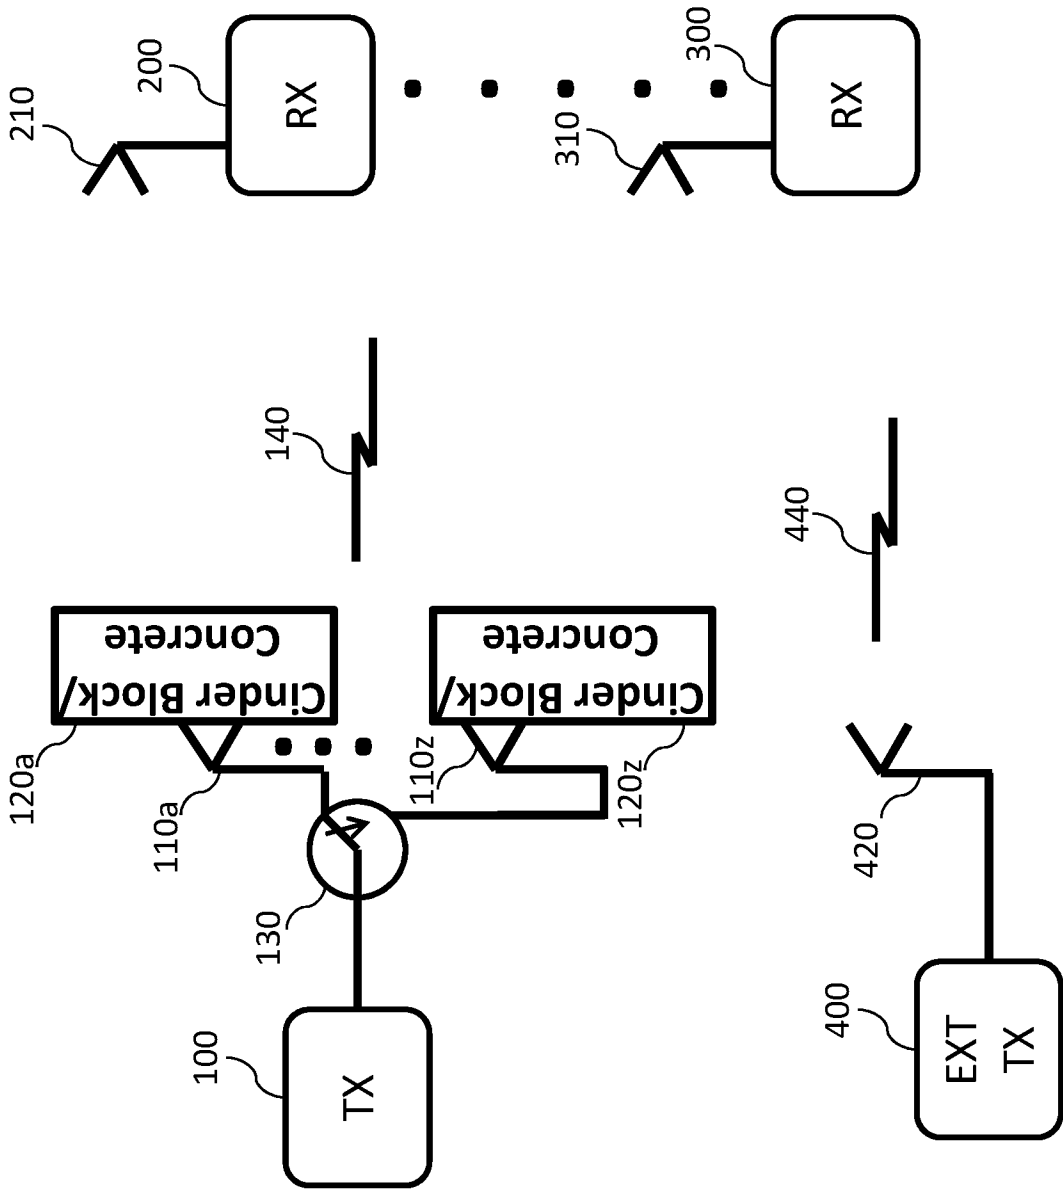 210
200
RX
310
300
RX
140
440
120a
Cinder Block/
Concrete
110a
110z
Cinder Block/
Concrete
120z
130
420
100
TX
400
EXT
TX